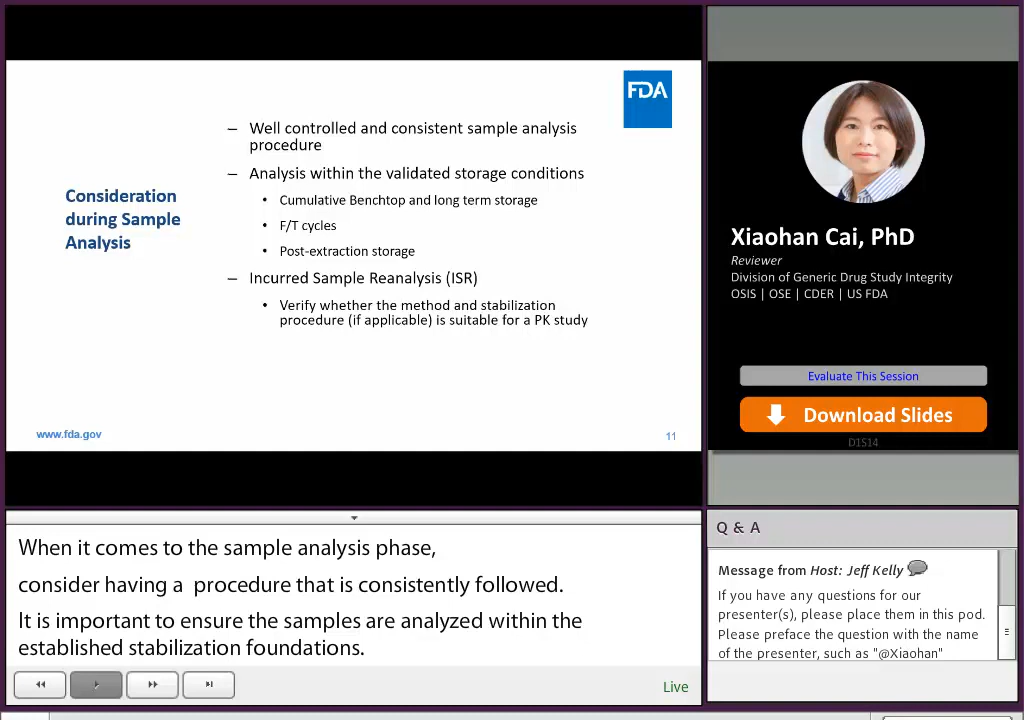 FDA
– Well controlled and consistent sample analysis
procedure
– Analysis within the validated storage conditions
• Cumulative Benchtop and long term storage
• F/T cycles
• Post-extraction storage
– Incurred Sample Reanalysis (ISR)
• Verify whether the method and stabilization
procedure (if applicable) is suitable for a PK study
Consideration
during Sample
Analysis
www.fda.gov
11
Xiaohan Cai, PhD
Reviewer
Division of Generic Drug Study Integrity
OSIS | OSE | CDER | US FDA
Evaluate This Session
Download Slides
D1S14
When it comes to the sample analysis phase,
consider having a  procedure that is consistently followed.
It is important to ensure the samples are analyzed within the
established stabilization foundations.
Live
Q & A
Message from Host: Jeff Kelly
If you have any questions for our
presenter(s), please place them in this pod.
Please preface the question with the name
of the presenter, such as "@Xiaohan"